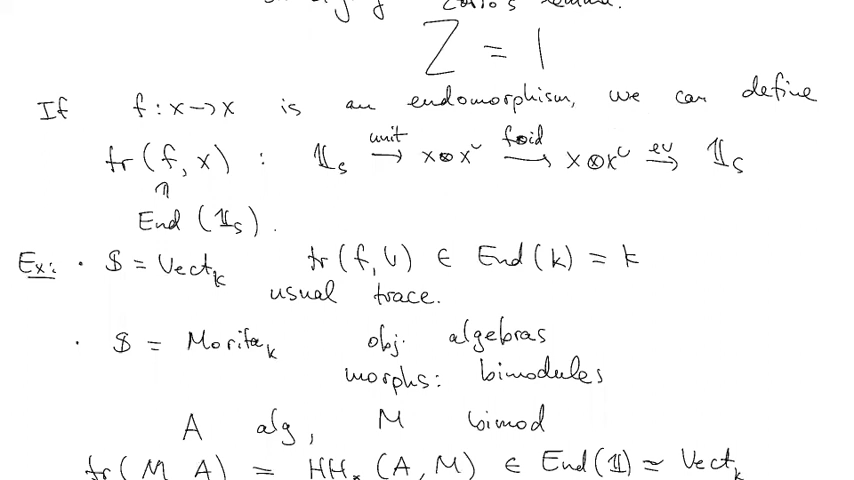 remark.
Z = 1
If f: x → x is an endomorphism, we can define
tr(f, x) : 𝟙_S —unit→ x⊗x^∨ —f⊗id→ x⊗x^∨ —ev→ 𝟙_S
∩
End (𝟙_S).
Ex: · $ = Vect_k tr(f, V) ∈ End(k) = k
usual trace.
· $ = Morita_k obj. algebras
morphs: bimodules
A alg, M bimod
tr(M, A) = HH_*(A, M) ∈ End(𝟙) ≃ Vect_k